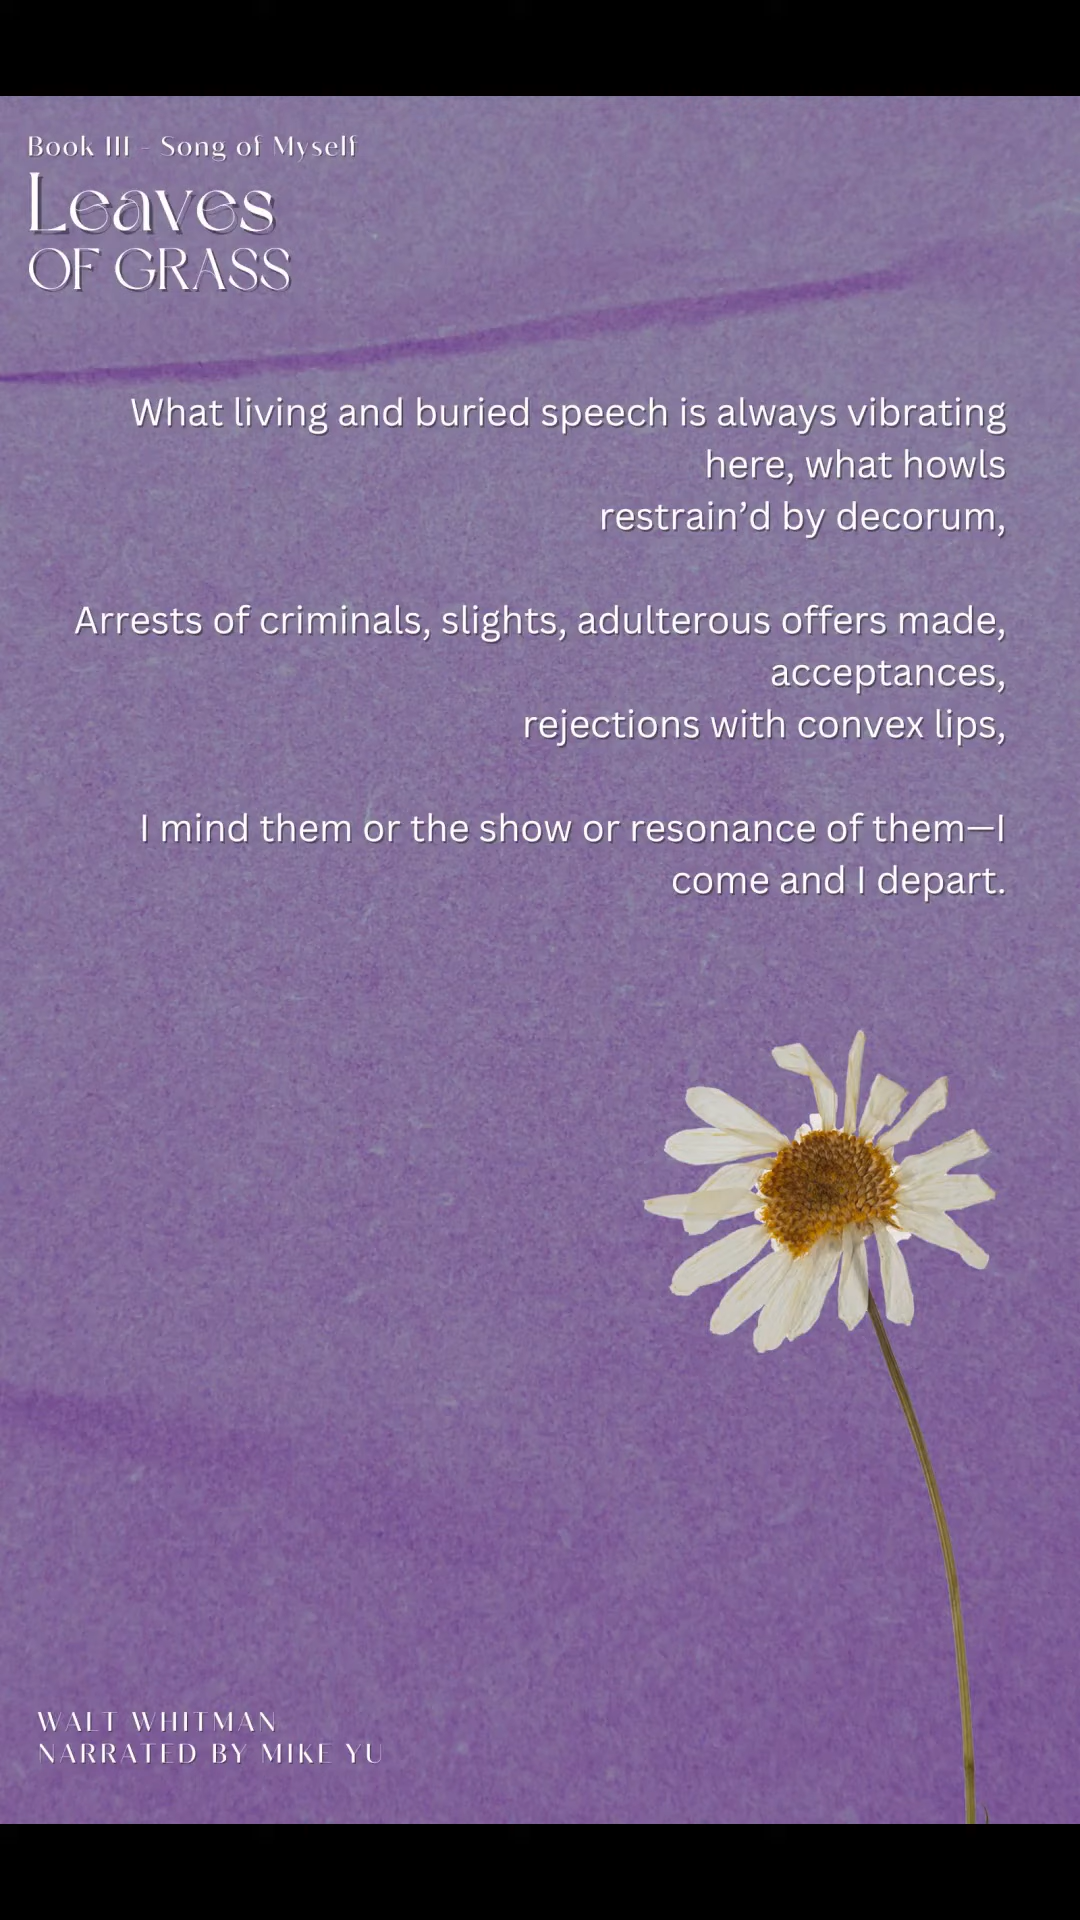 Book III - Song of Myself
Leaves
OF GRASS
What living and buried speech is always vibrating
here, what howls
restrain’d by decorum,
Arrests of criminals, slights, adulterous offers made,
acceptances,
rejections with convex lips,
I mind them or the show or resonance of them—I
come and I depart.
WALT WHITMAN
NARRATED BY MIKE YU